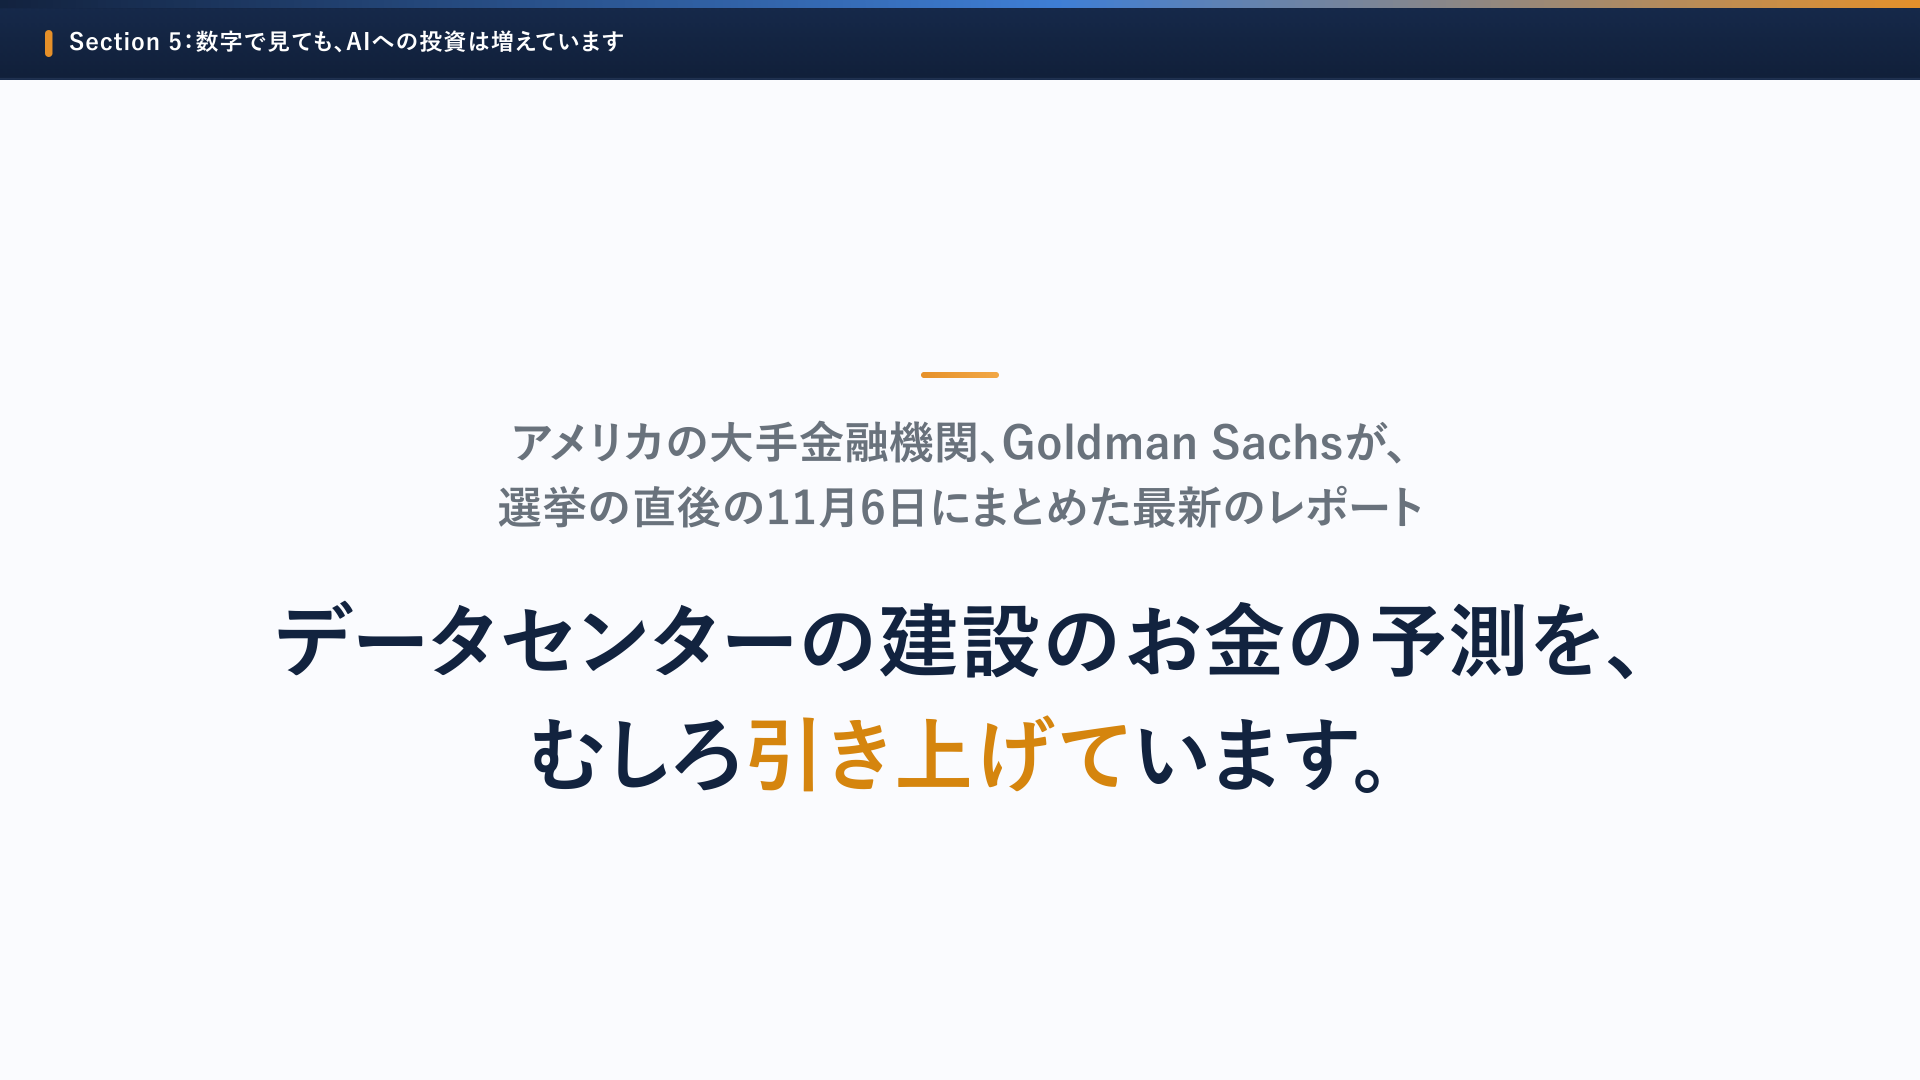 Section 5：数字で見ても、AIへの投資は増えています
アメリカの大手金融機関、Goldman Sachsが、
選挙の直後の11月6日にまとめた最新のレポート
データセンターの建設のお金の予測を、
むしろ引き上げています。